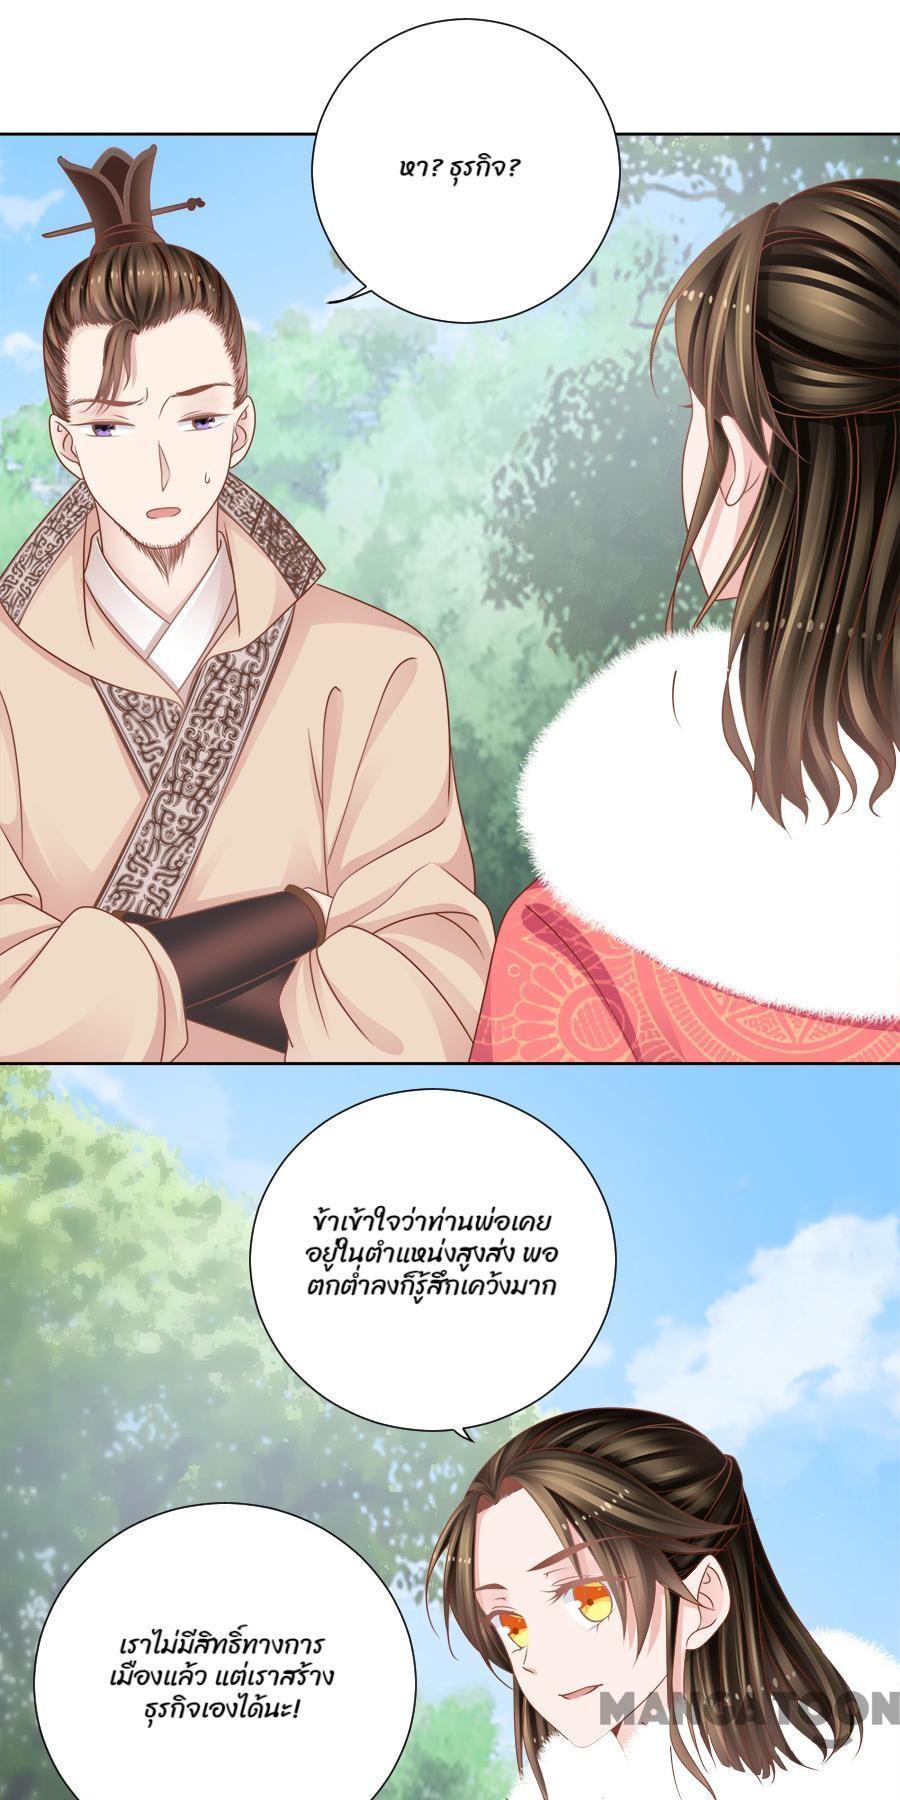 หา? ธุรกิจ?
ข้าเข้าใจว่าท่านพ่อเคย
อยู่ในตำแหน่งสูงส่ง พอ
ตกต่ำลงก็รู้สึกเคว้งมาก
เราไม่มีสิทธิ์ทางการ
เมืองแล้ว แต่เราสร้าง
ธุรกิจเองได้นะ!
MANGATOON